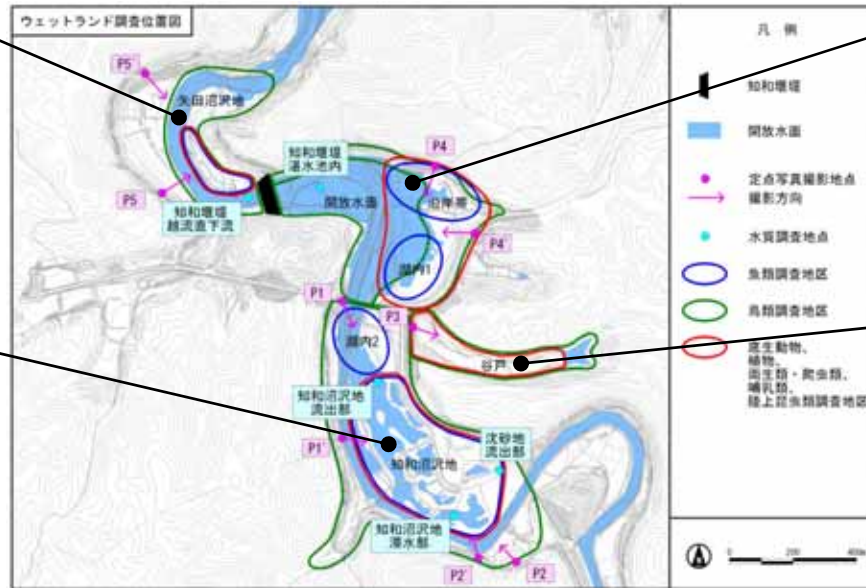 ウェットランド調査位置図
P5'
矢田沼沢地
P5
知和堰堤
越流直下流
知和堰堤
湛水池内
開放水面
P4
沿岸帯
P4'
湖内1
P1
P3
湖内2
谷戸
知和沼沢地
流出部
P1'
知和沼沢地
沈砂地
流出部
知和沼沢地
滞水部
P2'
P2
凡 例
知和堰堤
開放水面
定点写真撮影地点
撮影方向
水質調査地点
魚類調査地区
鳥類調査地区
底生動物、
植物、
両生類・爬虫類、
哺乳類、
陸上昆虫類調査地区
0 200 400m